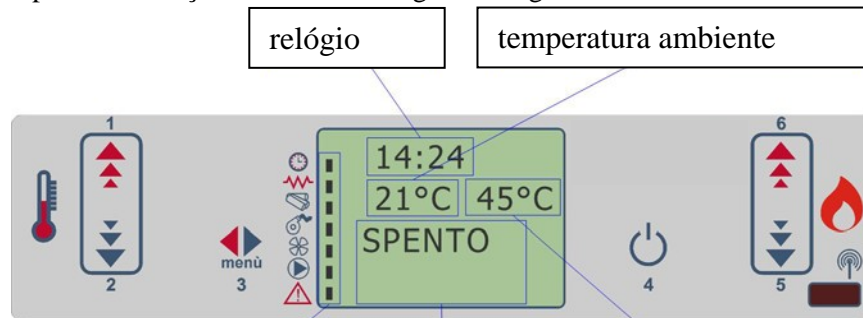 relógio
temperatura ambiente
1
6
14:24
21°C 45°C
SPENTO
menù
2
3
4
5